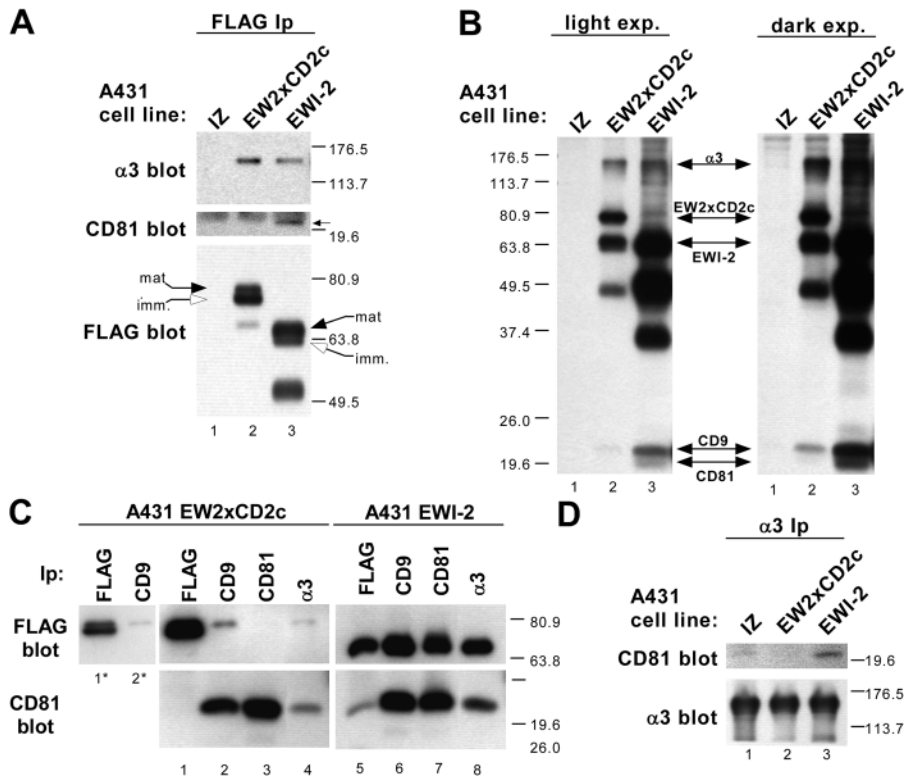 A
FLAG Ip
A431
cell line:
IZ
EW2xCD2c
EWI-2
α3 blot
176.5
113.7
CD81 blot
19.6
mat
imm.
FLAG blot
80.9
mat
63.8
imm.
49.5
1 2 3
B
light exp.
dark exp.
A431
cell line:
IZ
EW2xCD2c
EWI-2
IZ
EW2xCD2c
EWI-2
176.5
113.7
80.9
63.8
49.5
37.4
26.0
19.6
α3
EW2xCD2c
EWI-2
CD9
CD81
1 2 3
1 2 3
C
A431 EW2xCD2c
A431 EWI-2
Ip:
FLAG
CD9
FLAG
CD9
CD81
α3
FLAG
CD9
CD81
α3
FLAG
blot
80.9
63.8
1* 2*
CD81
blot
19.6
26.0
1 2 3 4 5 6 7 8
D
α3 Ip
A431
cell line:
IZ
EW2xCD2c
EWI-2
CD81 blot
19.6
α3 blot
176.5
113.7
1 2 3